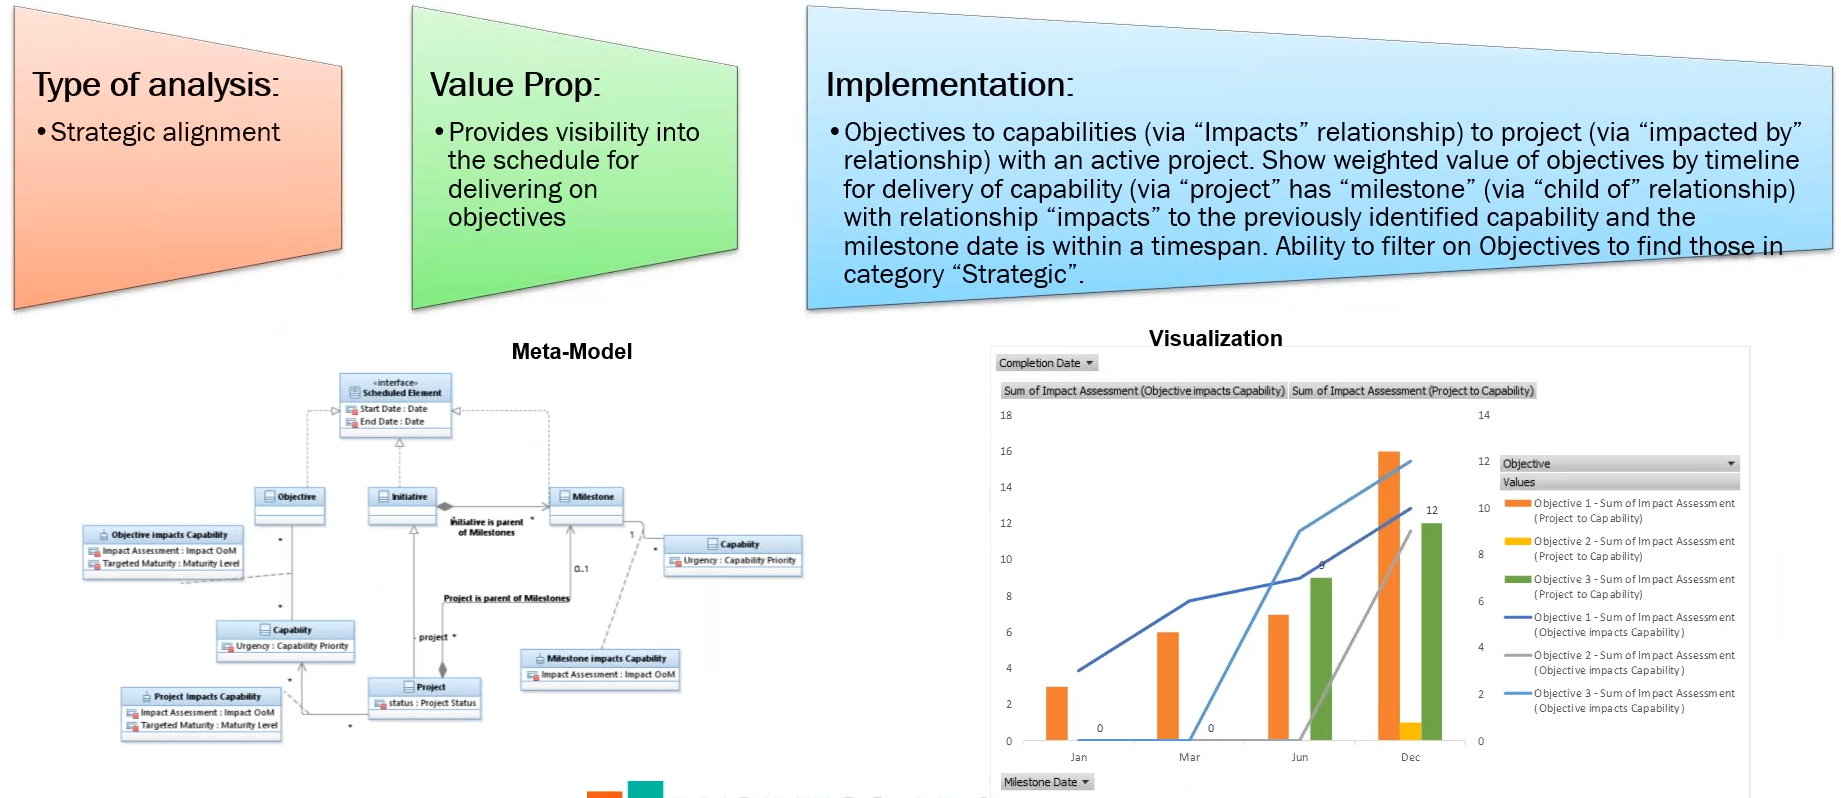 Type of analysis:
•Strategic alignment
Value Prop:
•Provides visibility into
the schedule for
delivering on
objectives
Implementation:
•Objectives to capabilities (via “Impacts” relationship) to project (via “impacted by”
relationship) with an active project. Show weighted value of objectives by timeline
for delivery of capability (via “project” has “milestone” (via “child of” relationship)
with relationship “impacts” to the previously identified capability and the
milestone date is within a timespan. Ability to filter on Objectives to find those in
category “Strategic”.
Meta-Model
«interface»
Scheduled Element
Start Date : Date
End Date : Date
Objective
Initiative
Milestone
Initiative is parent
of Milestones
*
Objective impacts Capability
Impact Assessment : Impact OoM
Targeted Maturity : Maturity Level
*
*
1
*
Capability
Urgency : Capability Priority
0..1
Project is parent of Milestones
Capability
Urgency : Capability Priority
- project *
Milestone impacts Capability
Impact Assessment : Impact OoM
*
Project Impacts Capability
Impact Assessment : Impact OoM
Targeted Maturity : Maturity Level
*
Project
status : Project Status
Visualization
Completion Date
Sum of Impact Assessment (Objective impacts Capability)
Sum of Impact Assessment (Project to Capability)
18
16
14
12
10
8
6
4
2
0
14
12
10
8
6
4
2
0
0
0
9
12
Jan
Mar
Jun
Dec
Objective
Values
Objective 1 - Sum of Impact Assessment
(Project to Capability)
Objective 2 - Sum of Impact Assessment
(Project to Capability)
Objective 3 - Sum of Impact Assessment
(Project to Capability)
Objective 1 - Sum of Impact Assessment
(Objective impacts Capability)
Objective 2 - Sum of Impact Assessment
(Objective impacts Capability)
Objective 3 - Sum of Impact Assessment
(Objective impacts Capability)
Milestone Date